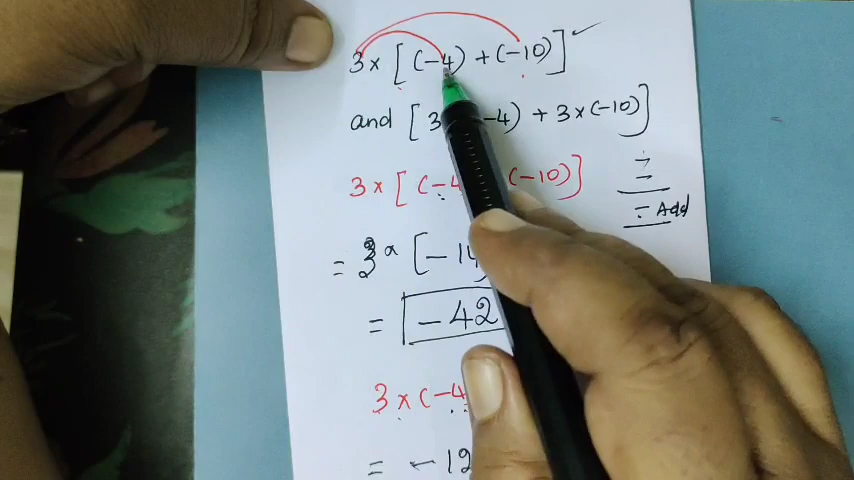 3 × [(-4) + (-10)] ✓
and [3 -4) + 3 × (-10)]
3 × [(-4 (-10)]
- -
=
- Add
= 3 × [-14
= -42
3 × (-4
= -12